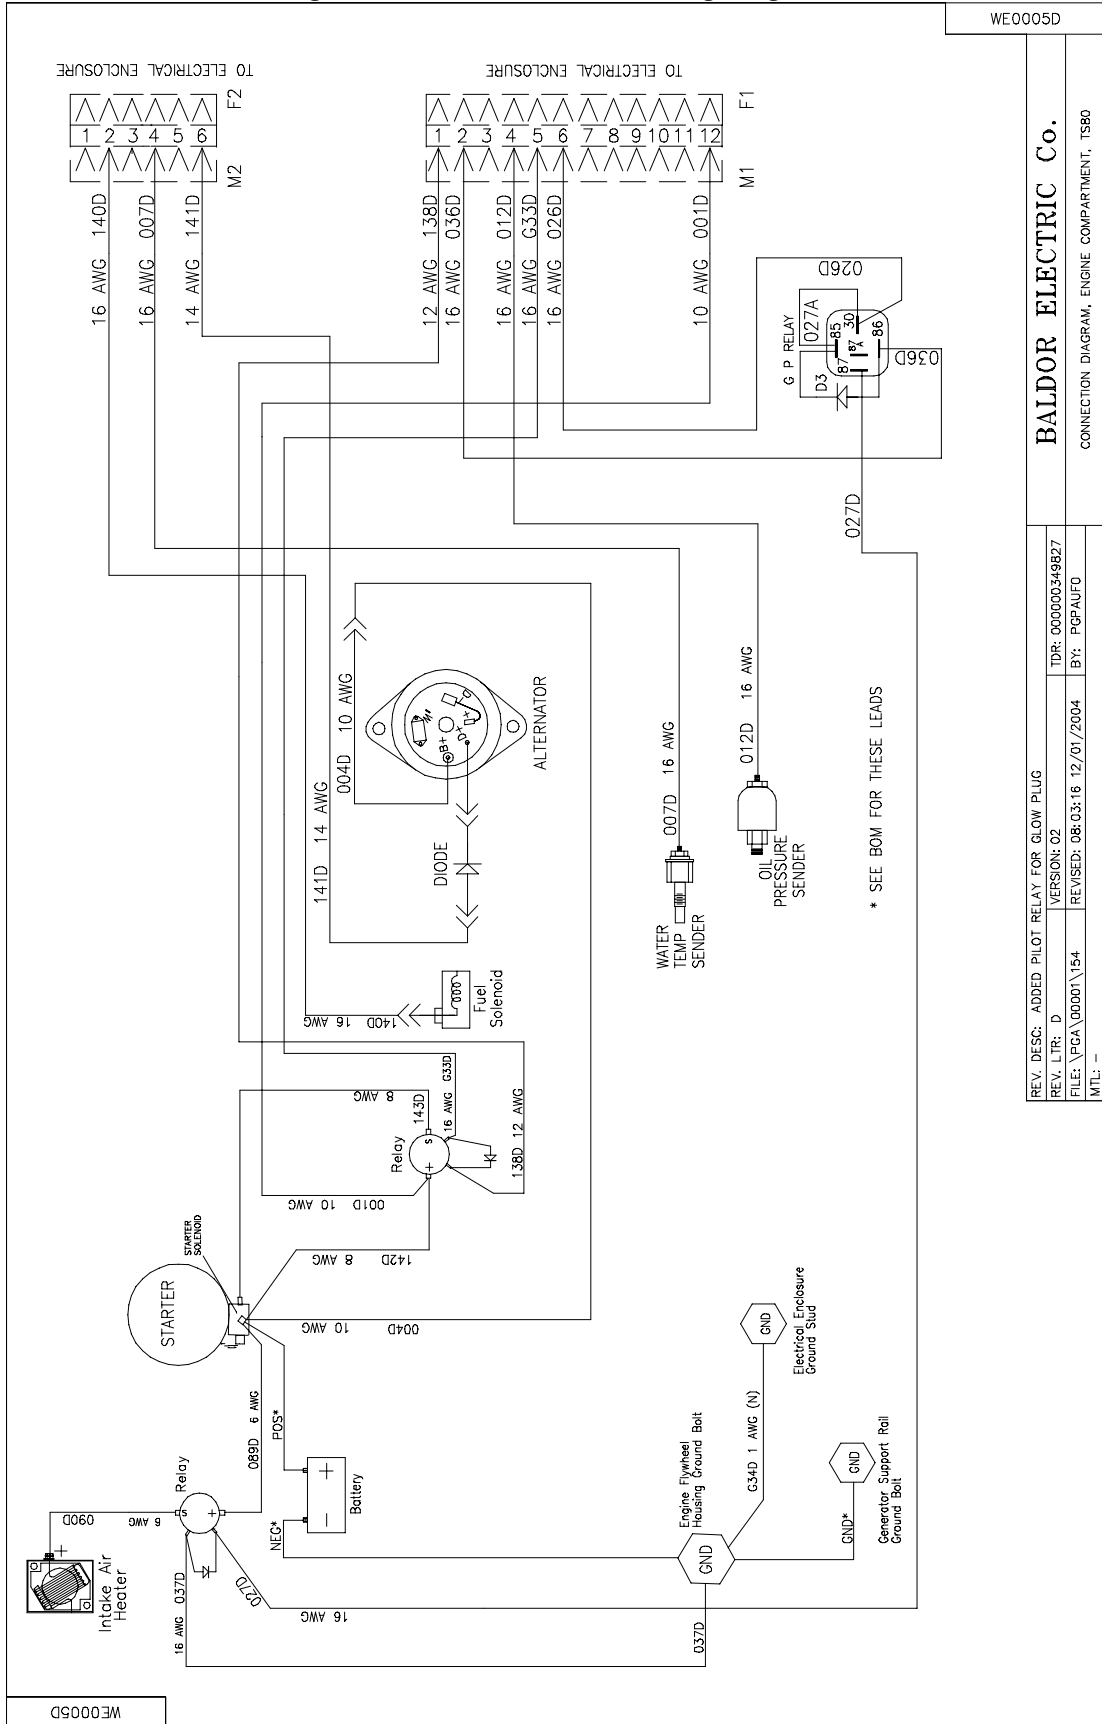 WE0005D
TO ELECTRICAL ENCLOSURE
F2
1 2 3 4 5 6
M2
TO ELECTRICAL ENCLOSURE
F1
1 2 3 4 5 6 7 8 9 10 11 12
M1
16 AWG 140D
16 AWG 007D
14 AWG 141D
12 AWG 138D
16 AWG 036D
16 AWG 012D
16 AWG G33D
16 AWG 026D
10 AWG 001D
026D
027A
G P RELAY
85
30
87
A
87
86
D3
036D
027D
004D 10 AWG
ALTERNATOR
"W"
B+
D+
+
D-
141D 14 AWG
DIODE
007D 16 AWG
WATER
TEMP
SENDER
012D 16 AWG
OIL
PRESSURE
SENDER
* SEE BOM FOR THESE LEADS
Fuel
Solenoid
140D 16 AWG
8 AWG
143D
16 AWG G33D
Relay
S
+
138D 12 AWG
001D 10 AWG
142D 8 AWG
STARTER
SOLENOID
STARTER
004D 10 AWG
089D 6 AWG
POS*
Battery
+
-
NEG*
Relay
S
+
090D 6 AWG
+
Intake Air
Heater
16 AWG 037D
027D
16 AWG
037D
Engine Flywheel
Housing Ground Bolt
GND
G34D 1 AWG (N)
GND
Electrical Enclosure
Ground Stud
GND*
GND
Generator Support Rail
Ground Bolt
BALDOR ELECTRIC Co.
CONNECTION DIAGRAM, ENGINE COMPARTMENT, TS80
REV. DESC: ADDED PILOT RELAY FOR GLOW PLUG
REV. LTR: D
VERSION: 02
TDR: 000000349827
FILE: \PGA\00001\154
REVISED: 08:03:16 12/01/2004
BY: PGPAUFO
MTL: -
WE0005D